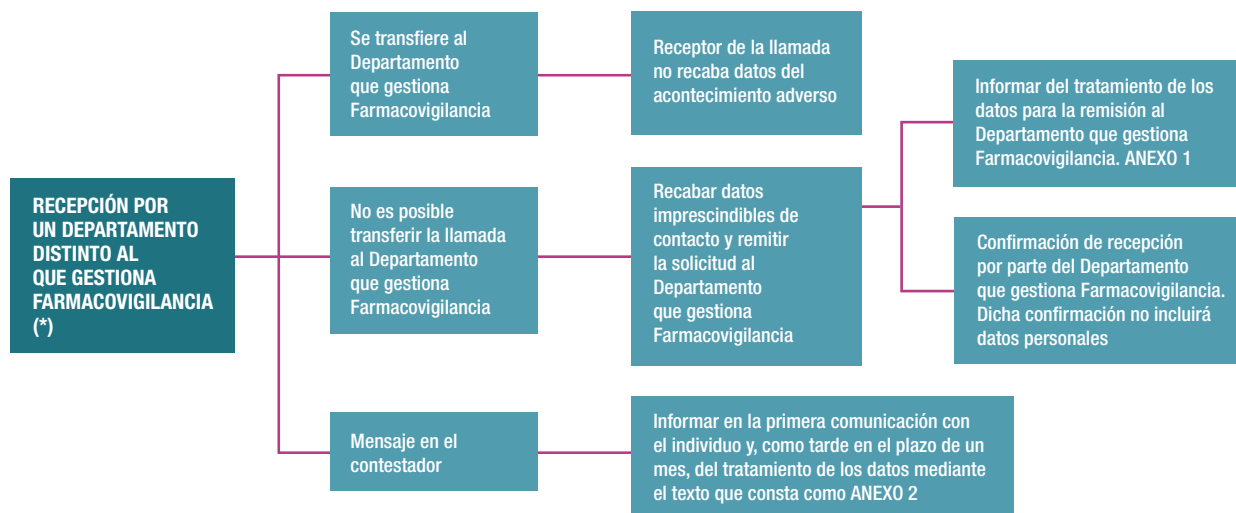 RECEPCIÓN POR
UN DEPARTAMENTO
DISTINTO AL
QUE GESTIONA
FARMACOVIGILANCIA
(*)
Se transfiere al
Departamento
que gestiona
Farmacovigilancia
Receptor de la llamada
no recaba datos del
acontecimiento adverso
No es posible
transferir la llamada
al Departamento
que gestiona
Farmacovigilancia
Recabar datos
imprescindibles de
contacto y remitir
la solicitud al
Departamento
que gestiona
Farmacovigilancia
Informar del tratamiento de los
datos para la remisión al
Departamento que gestiona
Farmacovigilancia. ANEXO 1
Confirmación de recepción
por parte del Departamento
que gestiona Farmacovigilancia.
Dicha confirmación no incluirá
datos personales
Mensaje en el
contestador
Informar en la primera comunicación con
el individuo y, como tarde en el plazo de un
mes, del tratamiento de los datos mediante
el texto que consta como ANEXO 2